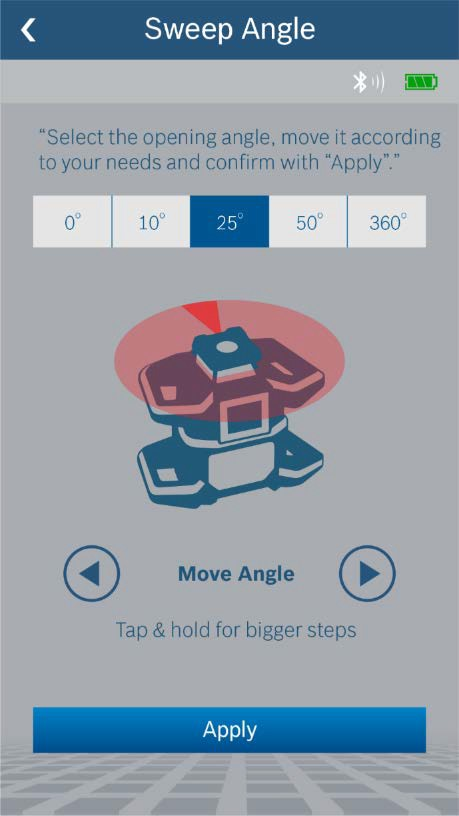 Sweep Angle
“Select the opening angle, move it according
to your needs and confirm with “Apply”.”
0° 10° 25° 50° 360°
Move Angle
Tap & hold for bigger steps
Apply